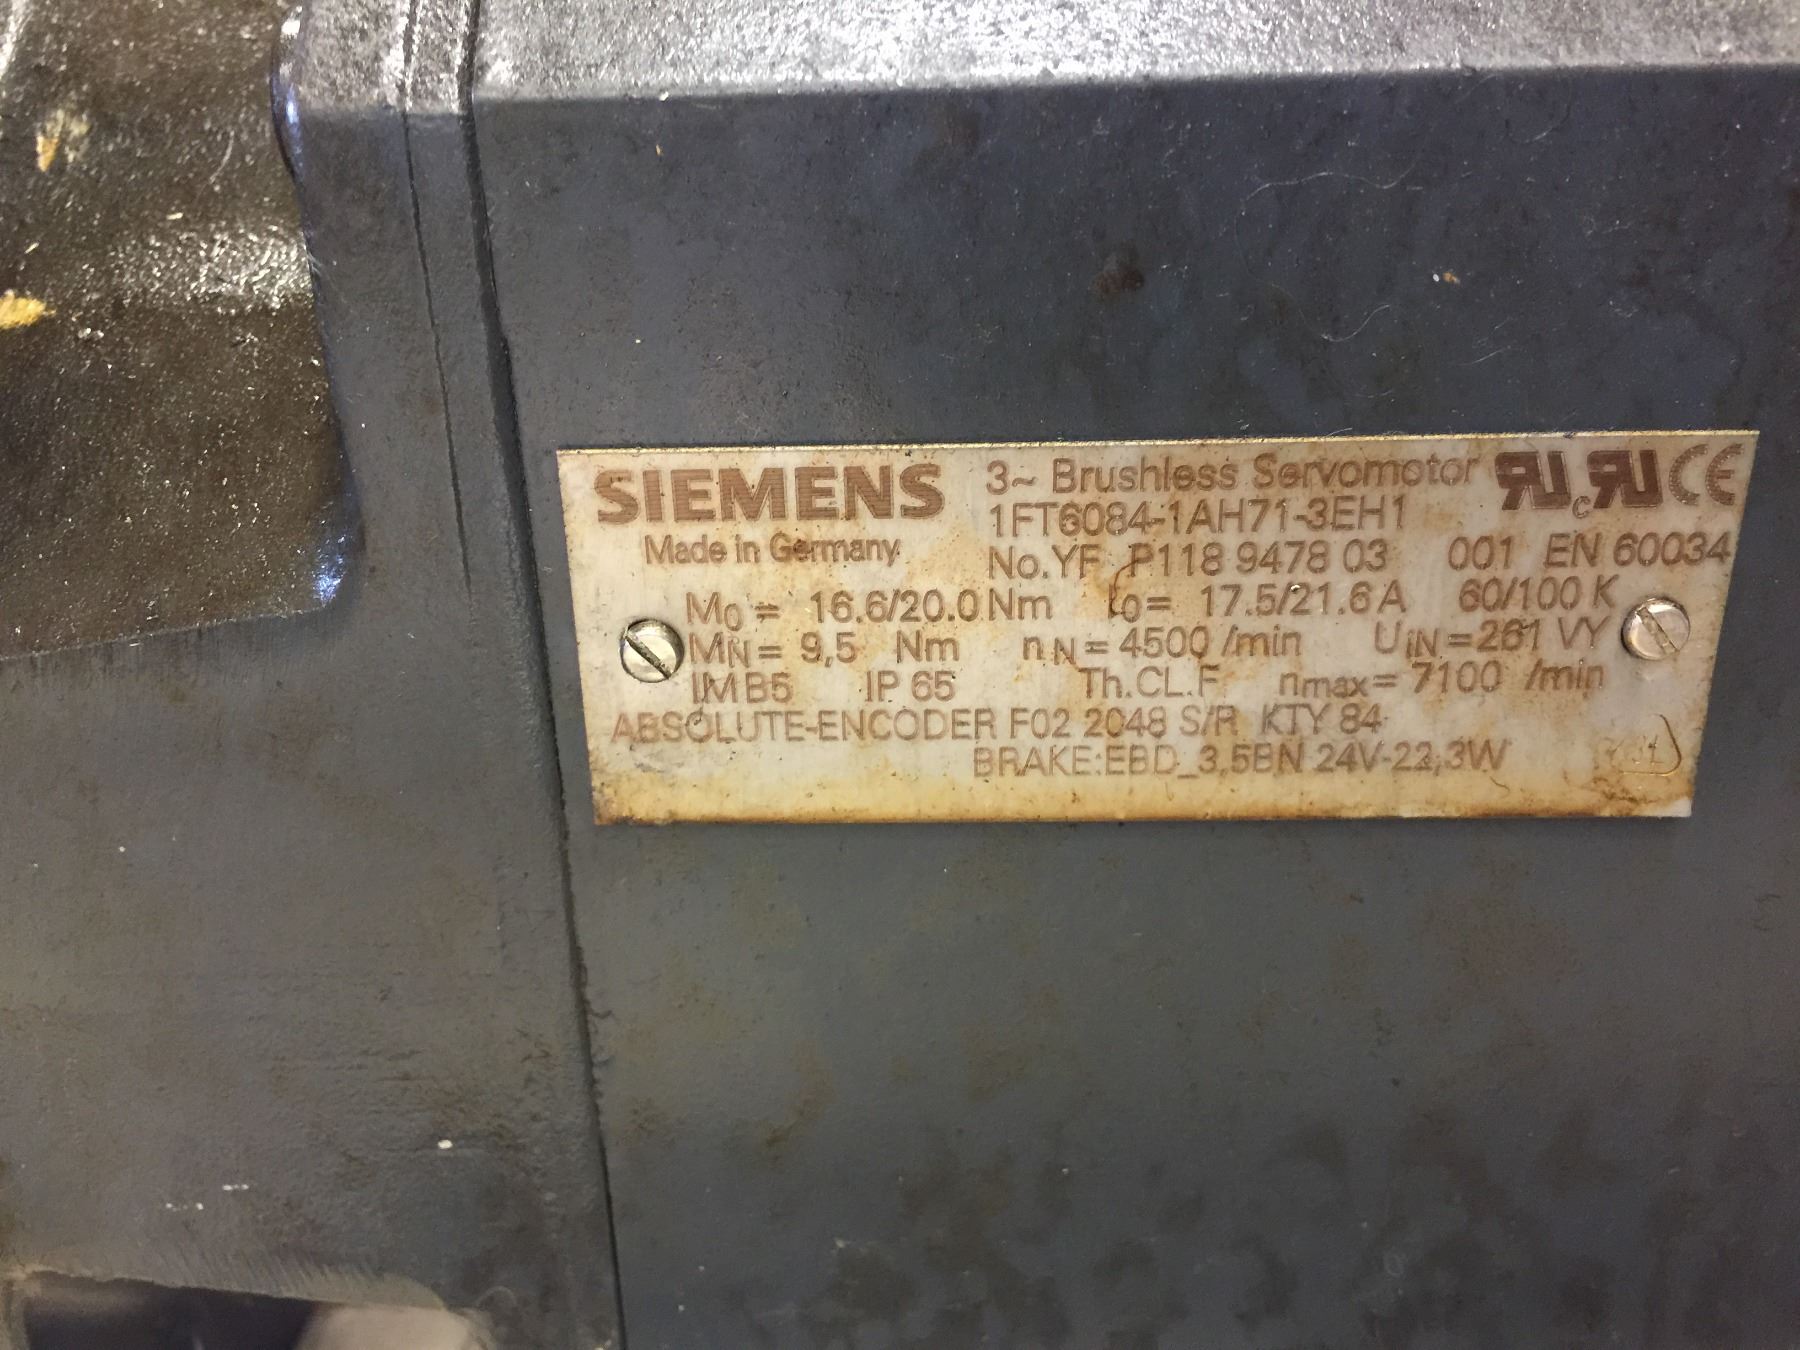 SIEMENS 3~ Brushless Servomotor RU cRU CE
1FT6084-1AH71-3EH1
Made in Germany
No.YF P118 9478 03 001 EN 60034
M0 = 16.6/20.0 Nm I0= 17.5/21.6 A 60/100 K
MN = 9,5 Nm nN = 4500 /min UIN =261 VY
IM B5 IP 65 Th.CL.F nmax = 7100 /min
ABSOLUTE-ENCODER F02 2048 S/R KTY 84
BRAKE:EBD_3,5BN 24V-22,3W